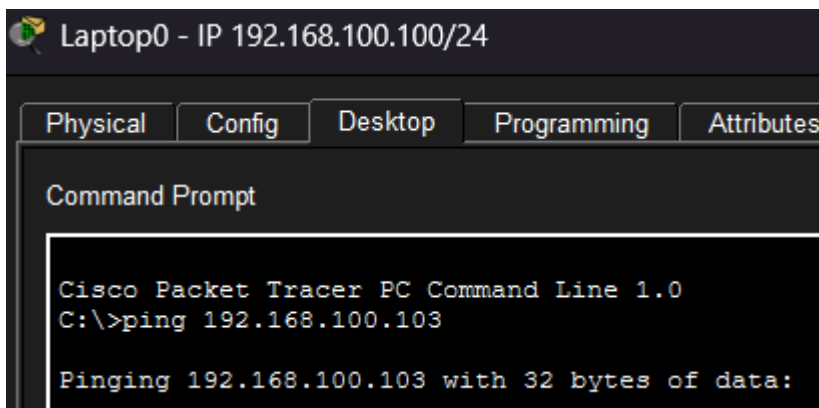 Laptop0 - IP 192.168.100.100/24
Physical Config Desktop Programming Attributes
Command Prompt
Cisco Packet Tracer PC Command Line 1.0
C:\>ping 192.168.100.103
Pinging 192.168.100.103 with 32 bytes of data: